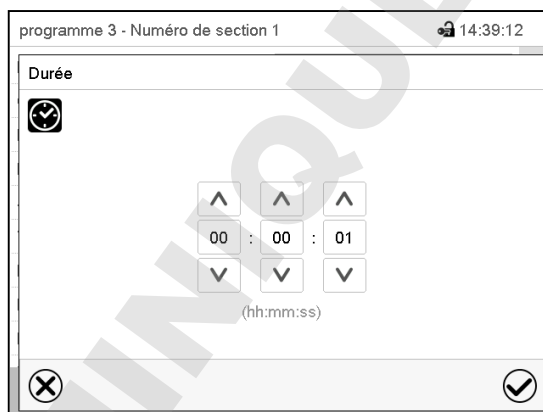 programme 3 - Numéro de section 1 14:39:12
Durée
00 : 00 : 01
(hh:mm:ss)